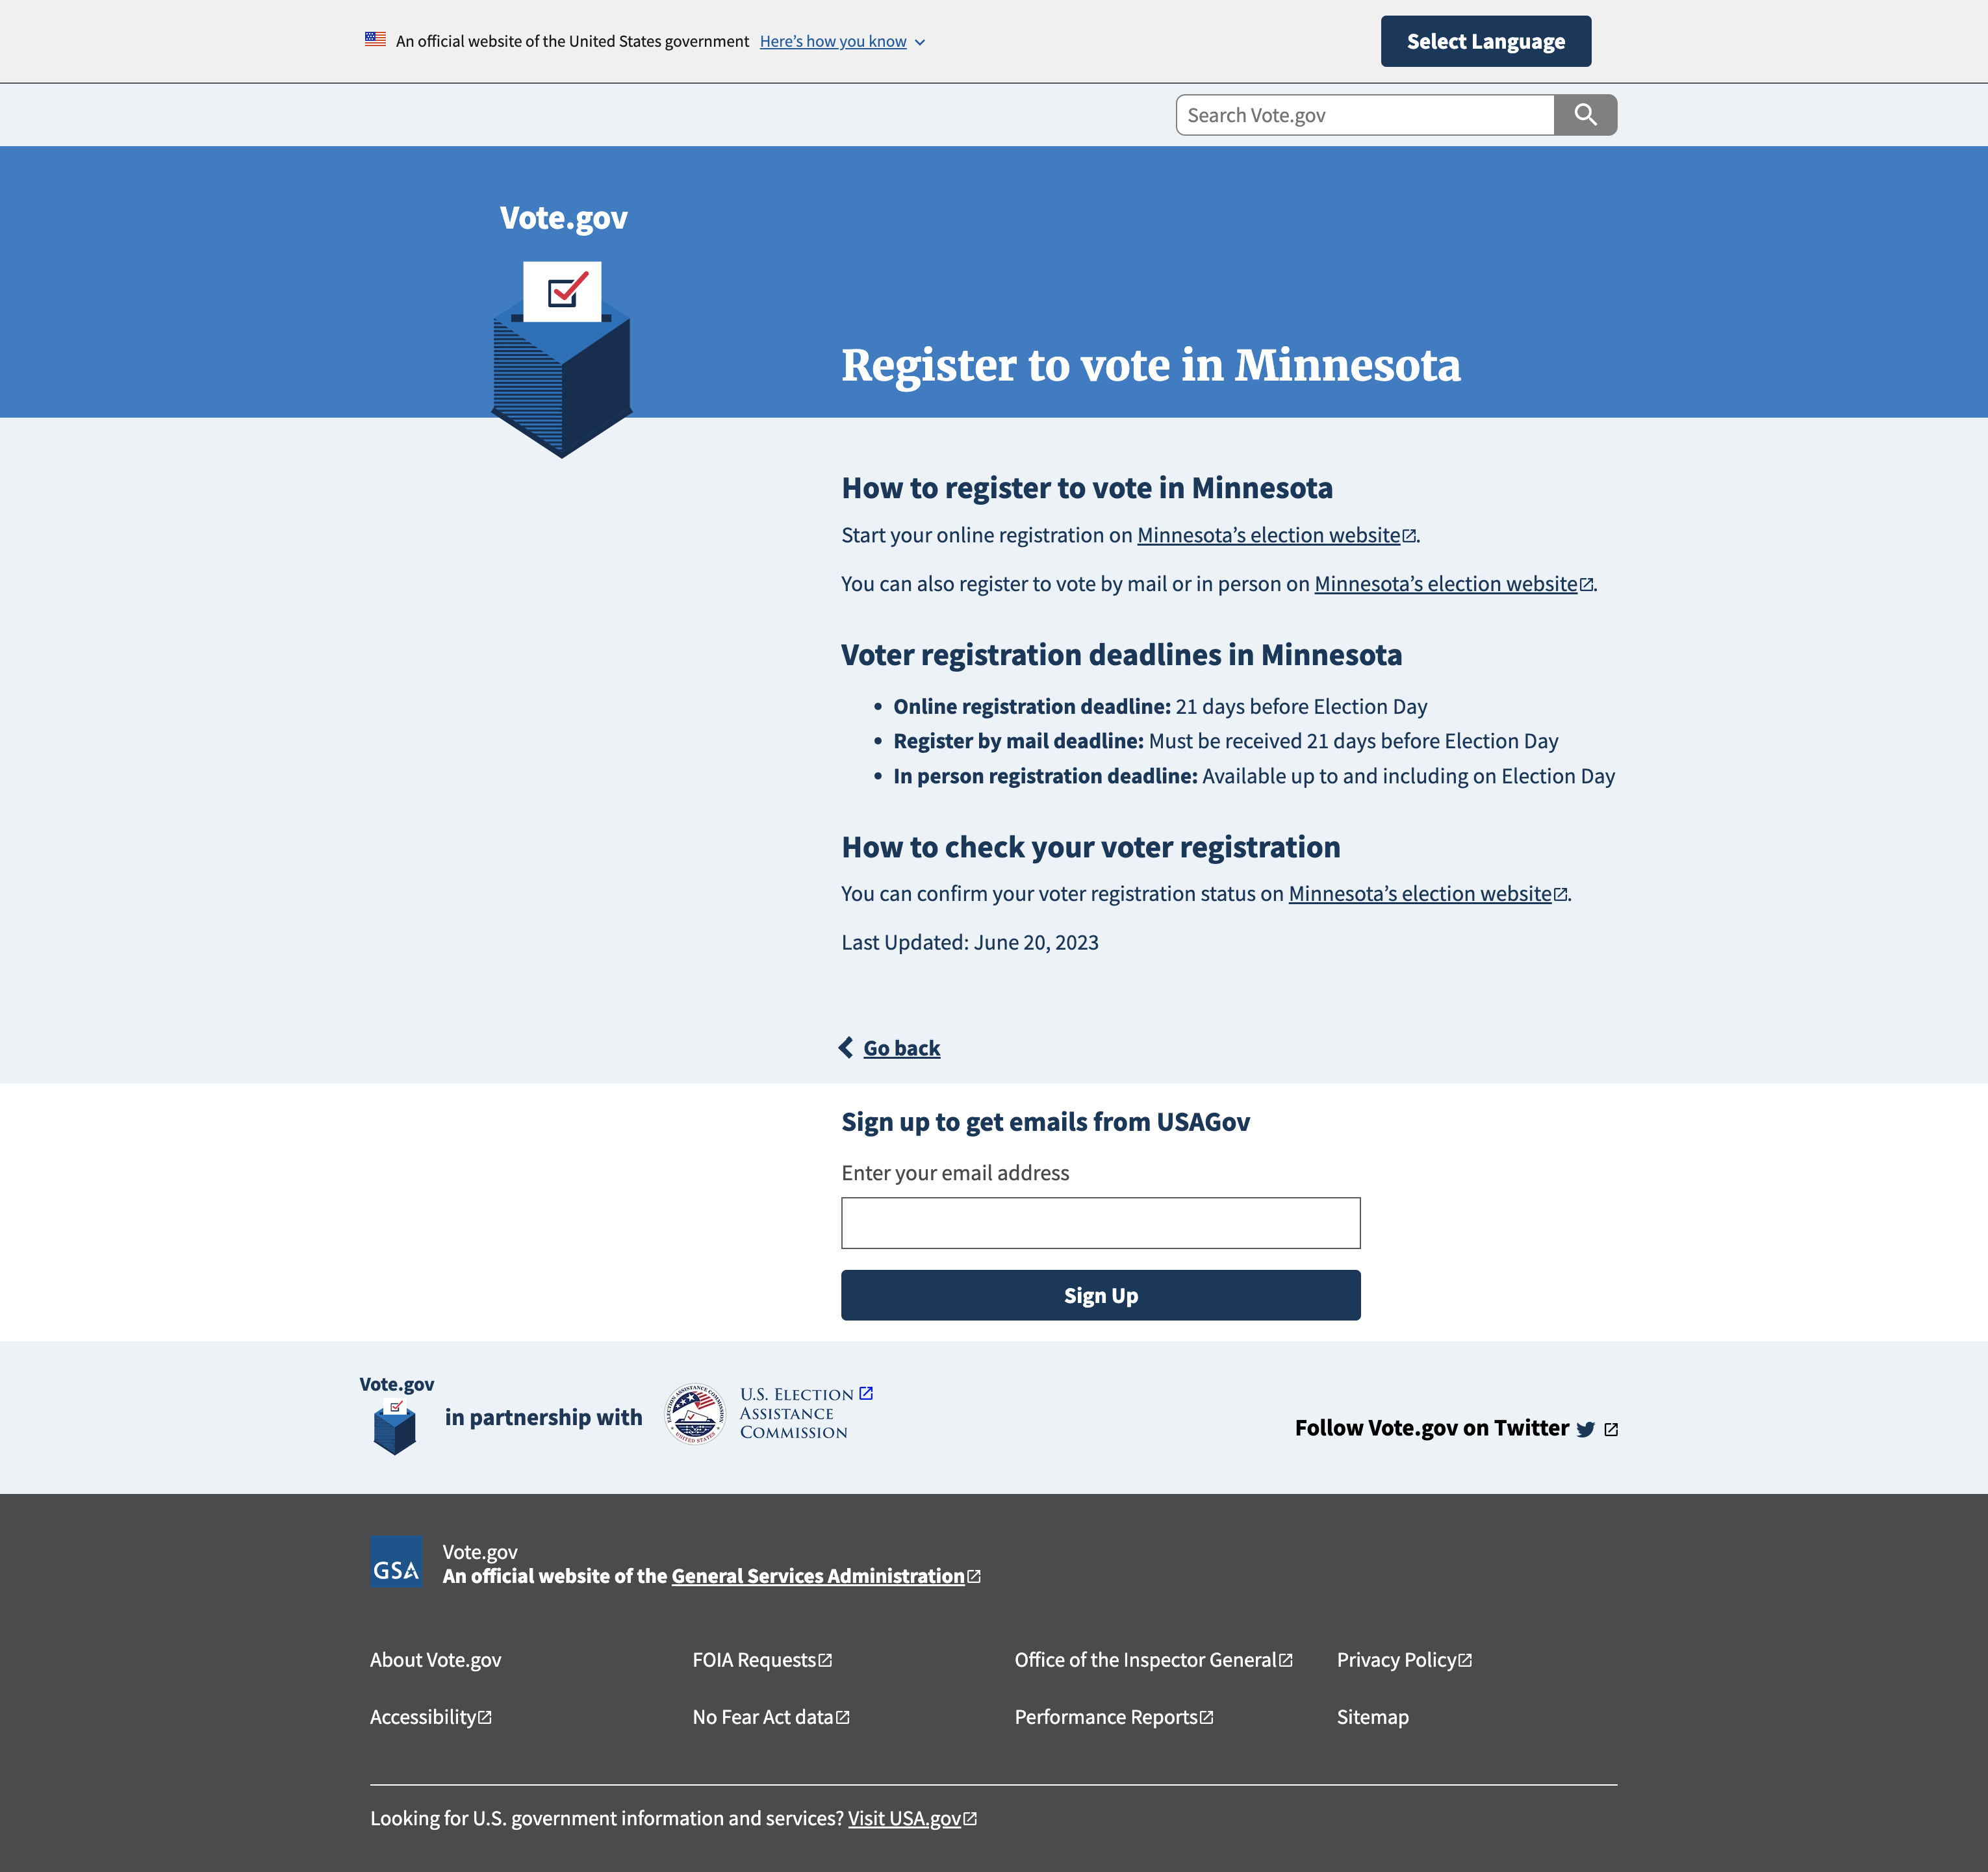 An official website of the United States government Here's how you know
Select Language
Search Vote.gov
Vote.gov
Register to vote in Minnesota
How to register to vote in Minnesota
Start your online registration on Minnesota's election website.
You can also register to vote by mail or in person on Minnesota's election website.
Voter registration deadlines in Minnesota
• Online registration deadline: 21 days before Election Day
• Register by mail deadline: Must be received 21 days before Election Day
• In person registration deadline: Available up to and including on Election Day
How to check your voter registration
You can confirm your voter registration status on Minnesota's election website.
Last Updated: June 20, 2023
Go back
Sign up to get emails from USAGov
Enter your email address
Sign Up
Vote.gov
in partnership with
ELECTION ASSISTANCE COMMISSION
UNITED STATES
U.S. ELECTION
ASSISTANCE
COMMISSION
Follow Vote.gov on Twitter
GSA
Vote.gov
An official website of the General Services Administration
About Vote.gov
FOIA Requests
Office of the Inspector General
Privacy Policy
Accessibility
No Fear Act data
Performance Reports
Sitemap
Looking for U.S. government information and services? Visit USA.gov